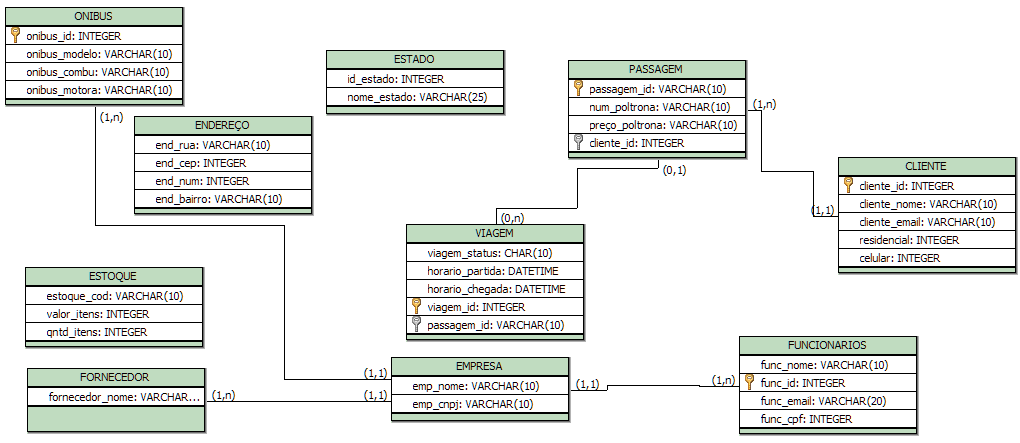 ONIBUS
onibus_id: INTEGER
onibus_modelo: VARCHAR(10)
onibus_combu: VARCHAR(10)
onibus_motora: VARCHAR(10)
(1,n)
ESTADO
id_estado: INTEGER
nome_estado: VARCHAR(25)
PASSAGEM
passagem_id: VARCHAR(10)
num_poltrona: VARCHAR(10)
preço_poltrona: VARCHAR(10)
cliente_id: INTEGER
(1,n)
(0,1)
ENDEREÇO
end_rua: VARCHAR(10)
end_cep: INTEGER
end_num: INTEGER
end_bairro: VARCHAR(10)
CLIENTE
cliente_id: INTEGER
cliente_nome: VARCHAR(10)
cliente_email: VARCHAR(10)
residencial: INTEGER
celular: INTEGER
(1,1)
(0,n)
VIAGEM
viagem_status: CHAR(10)
horario_partida: DATETIME
horario_chegada: DATETIME
viagem_id: INTEGER
passagem_id: VARCHAR(10)
ESTOQUE
estoque_cod: VARCHAR(10)
valor_itens: INTEGER
qntd_itens: INTEGER
FORNECEDOR
fornecedor_nome: VARCHAR...
(1,n)
(1,1)
(1,1)
EMPRESA
emp_nome: VARCHAR(10)
emp_cnpj: VARCHAR(10)
(1,1)
(1,n)
FUNCIONARIOS
func_nome: VARCHAR(10)
func_id: INTEGER
func_email: VARCHAR(20)
func_cpf: INTEGER